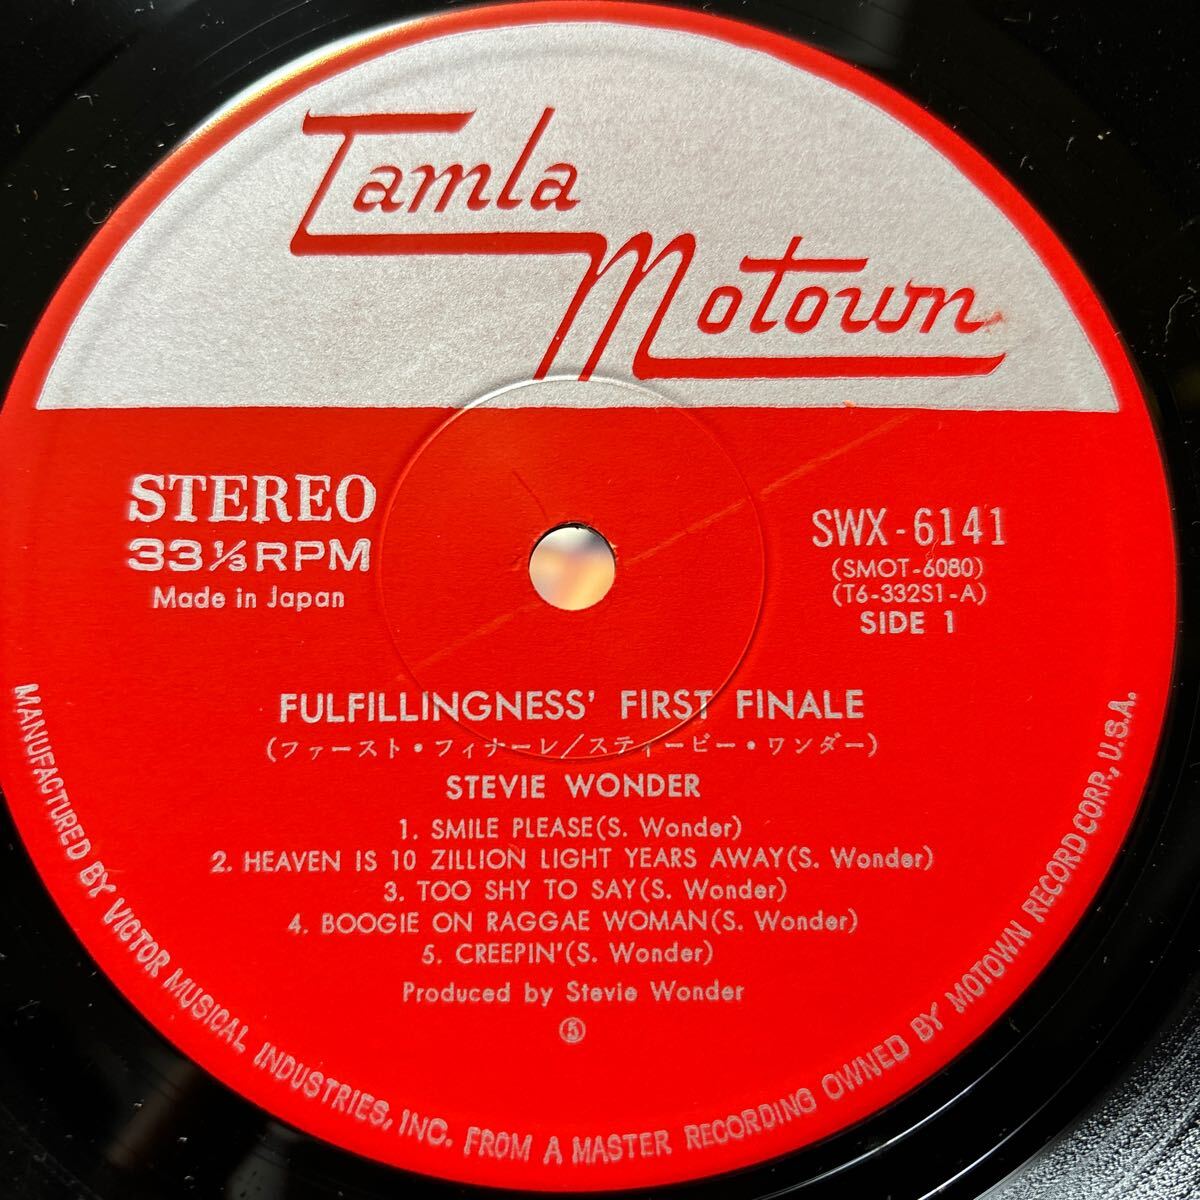 Tamla
Motown
STEREO
33⅓RPM
Made in Japan
SWX-6141
(SMOT-6080)
(T6-332S1-A)
SIDE 1
FULFILLINGNESS' FIRST FINALE
(ファースト・フィナーレ/スティービー・ワンダー)
STEVIE WONDER
1. SMILE PLEASE(S. Wonder)
2. HEAVEN IS 10 ZILLION LIGHT YEARS AWAY(S. Wonder)
3. TOO SHY TO SAY(S. Wonder)
4. BOOGIE ON RAGGAE WOMAN(S. Wonder)
5. CREEPIN'(S. Wonder)
Produced by Stevie Wonder
⑤
MANUFACTURED BY VICTOR MUSICAL INDUSTRIES, INC. FROM A MASTER RECORDING OWNED BY MOTOWN RECORD CORP., U.S.A.